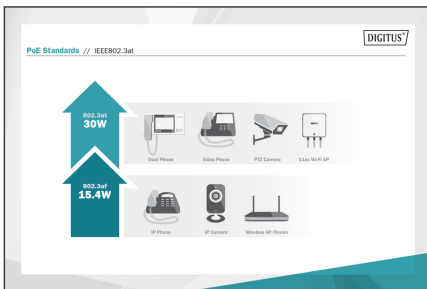 DIGITUS®
PoE Standards // IEEE802.3at
802.3at
30W
Door Phone Video Phone PTZ Camera 11ac Wi-Fi AP
802.3af
15.4W
IP Phone IP Camera Wireless AP/Router